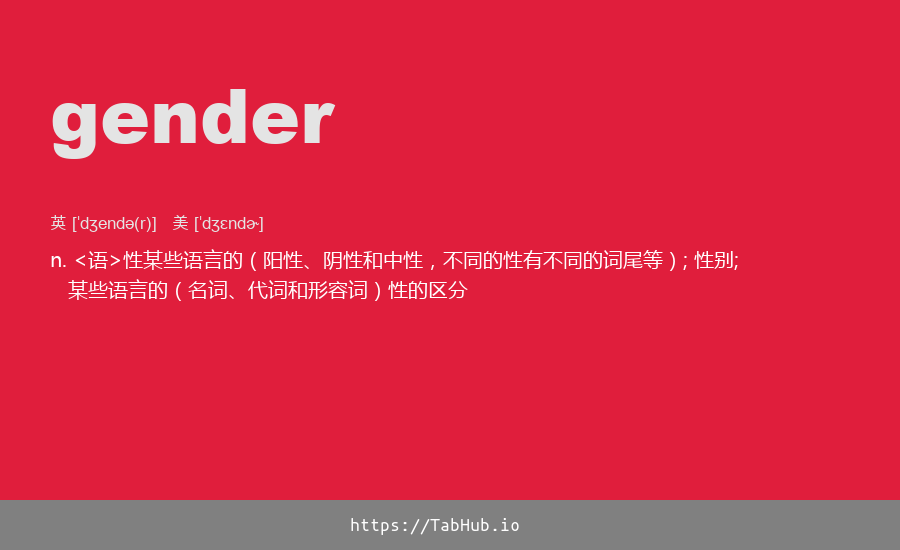 gender
英 ['dʒendə(r)] 美 ['dʒɛndɚ]
n. <语>性某些语言的（阳性、阴性和中性，不同的性有不同的词尾等）; 性别;
某些语言的（名词、代词和形容词）性的区分
https://TabHub.io